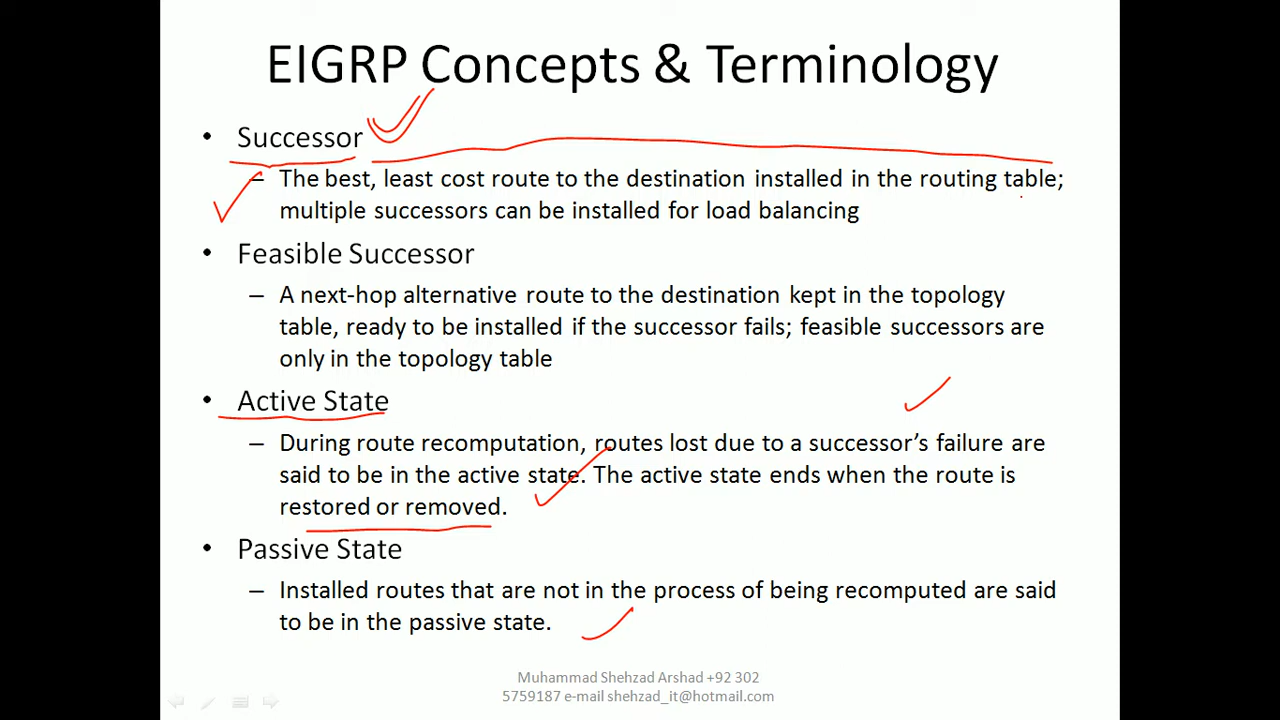 EIGRP Concepts & Terminology
• Successor
– The best, least cost route to the destination installed in the routing table;
multiple successors can be installed for load balancing
• Feasible Successor
– A next-hop alternative route to the destination kept in the topology
table, ready to be installed if the successor fails; feasible successors are
only in the topology table
• Active State
– During route recomputation, routes lost due to a successor’s failure are
said to be in the active state. The active state ends when the route is
restored or removed.
• Passive State
– Installed routes that are not in the process of being recomputed are said
to be in the passive state.
Muhammad Shehzad Arshad +92 302
5759187 e-mail shehzad_it@hotmail.com